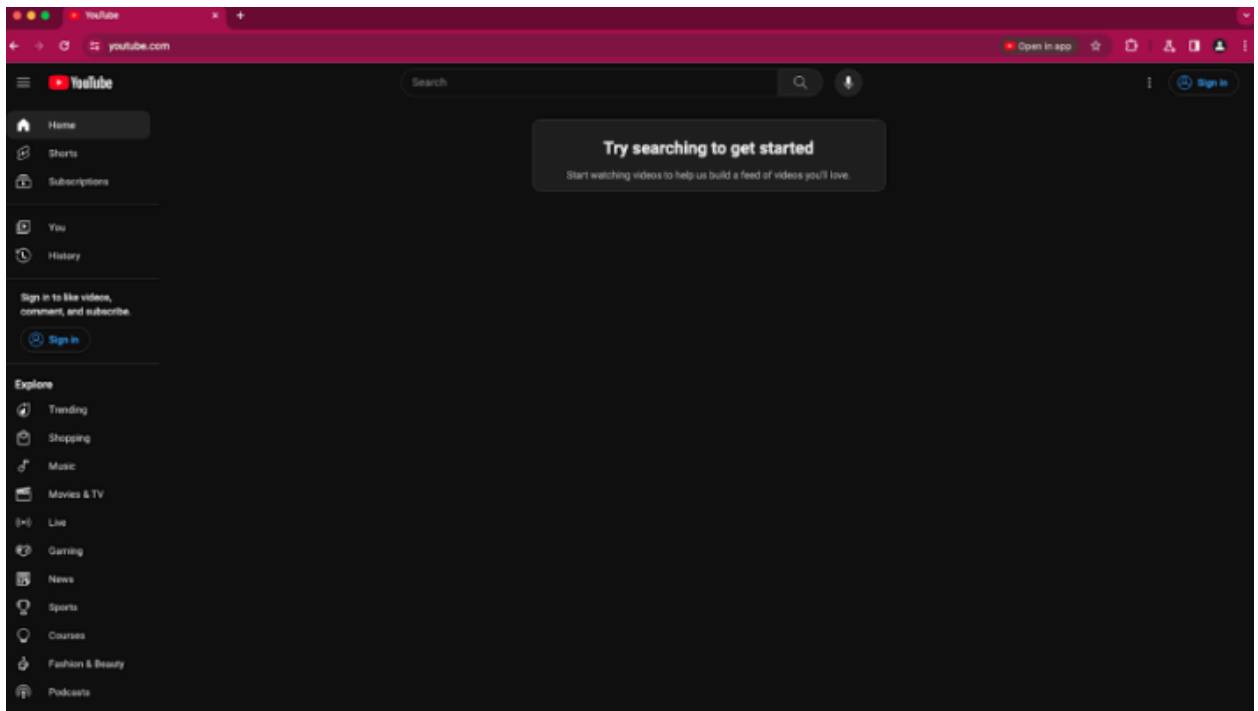 YouTube
youtube.com
Open in app
YouTube
Search
Sign in
Home
Shorts
Subscriptions
You
History
Sign in to like videos,
comment, and subscribe.
Sign in
Explore
Trending
Shopping
Music
Movies & TV
Live
Gaming
News
Sports
Courses
Fashion & Beauty
Podcasts
Try searching to get started
Start watching videos to help us build a feed of videos you'll love.